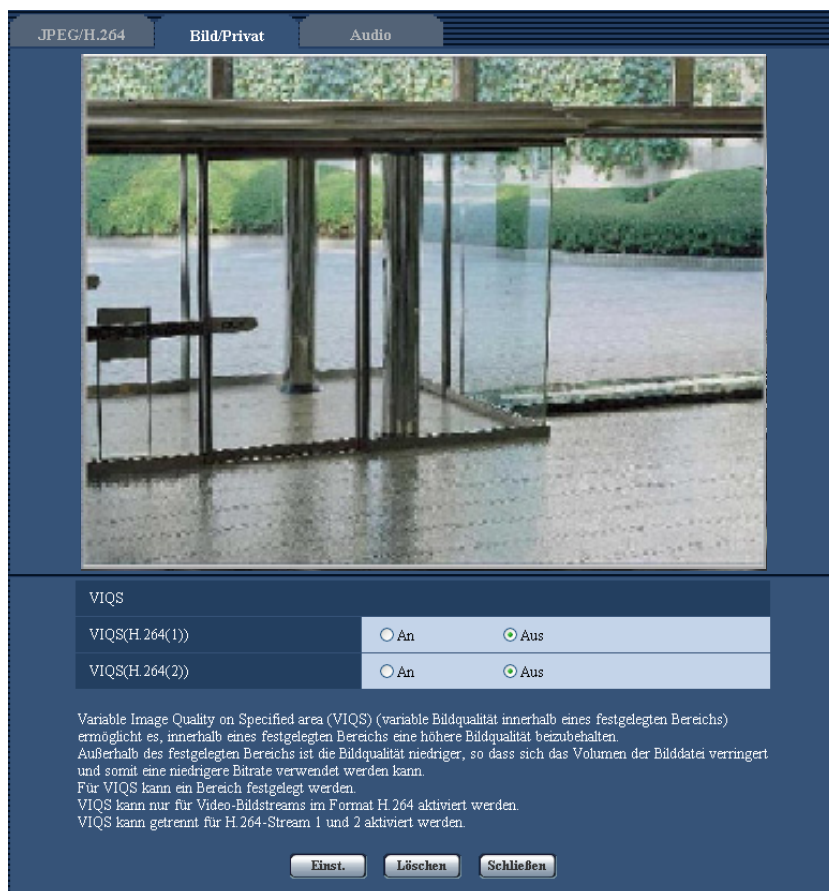 JPEG/H.264 Bild/Privat Audio
VIQS
VIQS(H.264(1)) An Aus
VIQS(H.264(2)) An Aus
Variable Image Quality on Specified area (VIQS) (variable Bildqualität innerhalb eines festgelegten Bereichs)
ermöglicht es, innerhalb eines festgelegten Bereichs eine höhere Bildqualität beizubehalten.
Außerhalb des festgelegten Bereichs ist die Bildqualität niedriger, so dass sich das Volumen der Bilddatei verringert
und somit eine niedrigere Bitrate verwendet werden kann.
Für VIQS kann ein Bereich festgelegt werden.
VIQS kann nur für Video-Bildstreams im Format H.264 aktiviert werden.
VIQS kann getrennt für H.264-Stream 1 und 2 aktiviert werden.
Einst. Löschen Schließen